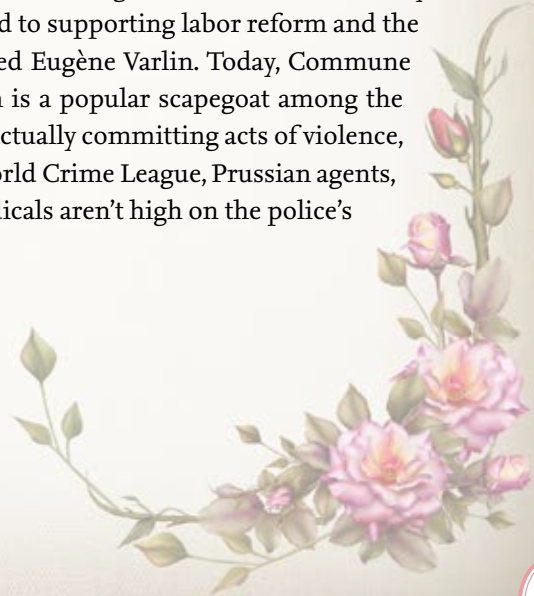 d to supporting labor reform and the
ed Eugène Varlin. Today, Commune
is a popular scapegoat among the
ctually committing acts of violence,
orld Crime League, Prussian agents,
licals aren't high on the police's